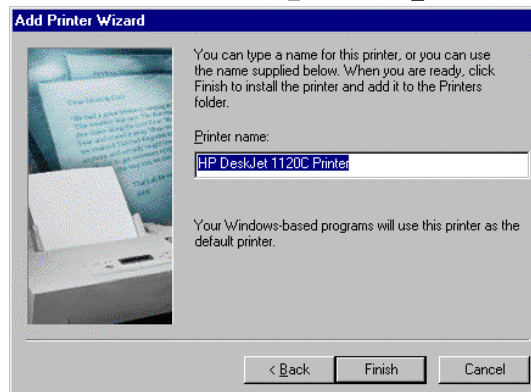 Add Printer Wizard
You can type a name for this printer, or you can use
the name supplied below. When you are ready, click
Finish to install the printer and add it to the Printers
folder.
Printer name:
HP DeskJet 1120C Printer
Your Windows-based programs will use this printer as the
default printer.
< Back
Finish
Cancel